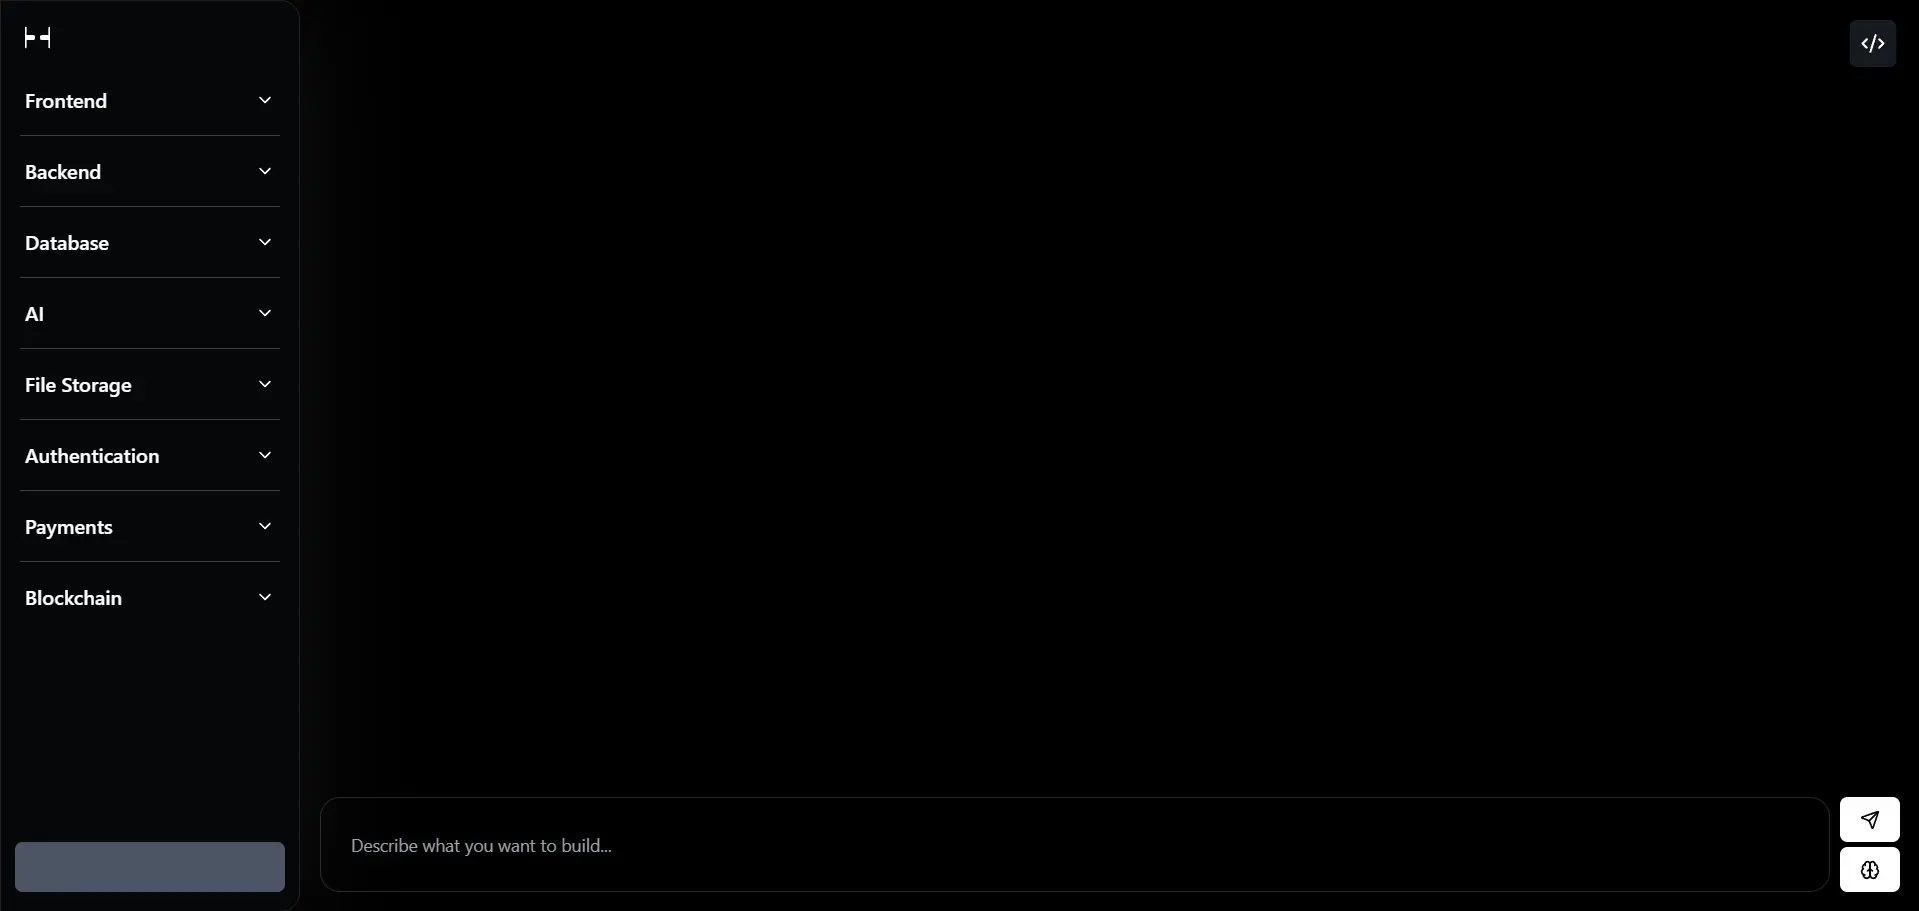 Frontend
Backend
Database
AI
File Storage
Authentication
Payments
Blockchain
Describe what you want to build...